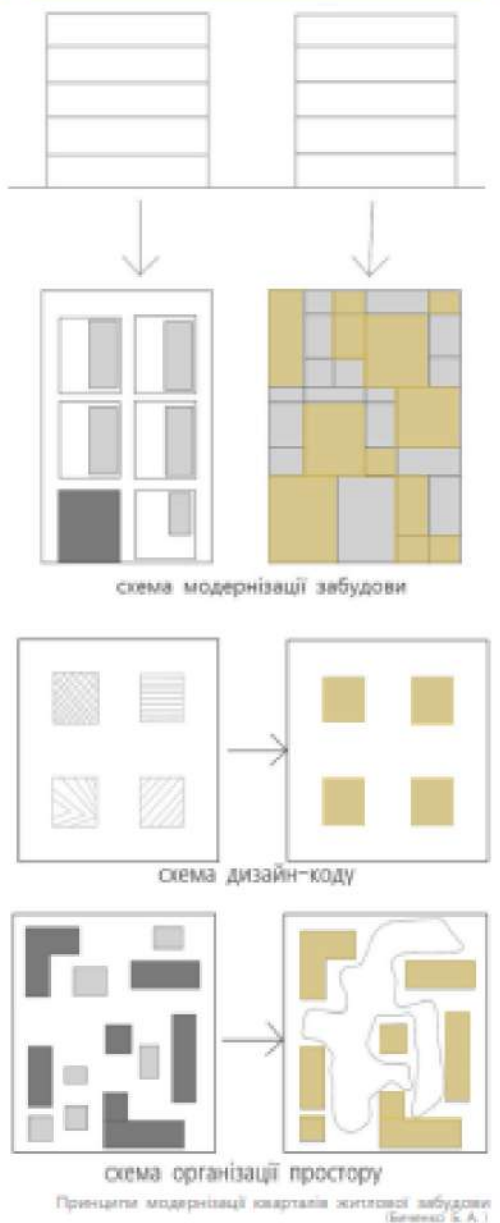 схема модернізації забудови
схема дизайн-коду
схема організації простору
Принципи модернізації кварталів житлової забудови